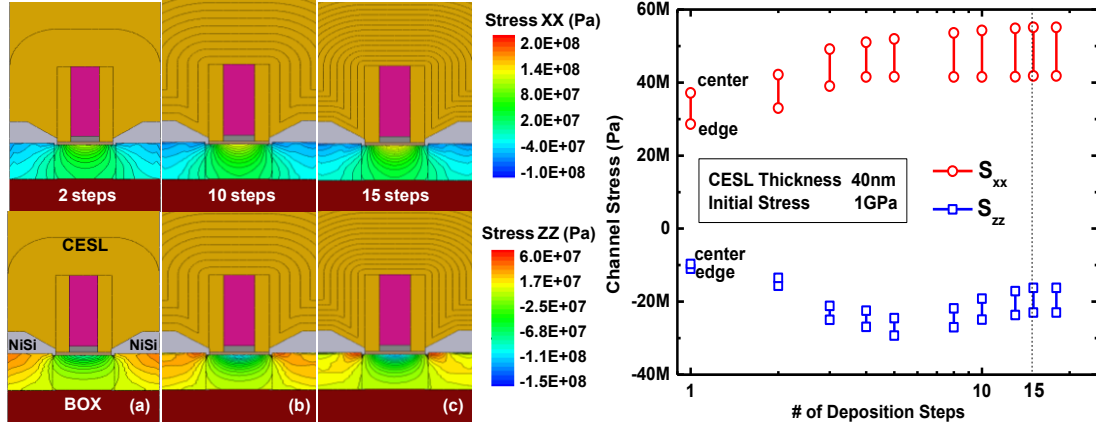 Stress XX (Pa)
2.0E+08
1.4E+08
8.0E+07
2.0E+07
-4.0E+07
-1.0E+08
2 steps
10 steps
15 steps
Stress ZZ (Pa)
6.0E+07
1.7E+07
-2.5E+07
-6.8E+07
-1.1E+08
-1.5E+08
CESL
NiSi
NiSi
BOX
(a)
(b)
(c)
60M
40M
20M
0
-20M
-40M
Channel Stress (Pa)
center
edge
CESL Thickness 40nm
Initial Stress 1GPa
Sxx
Szz
center
edge
1
10
15
# of Deposition Steps